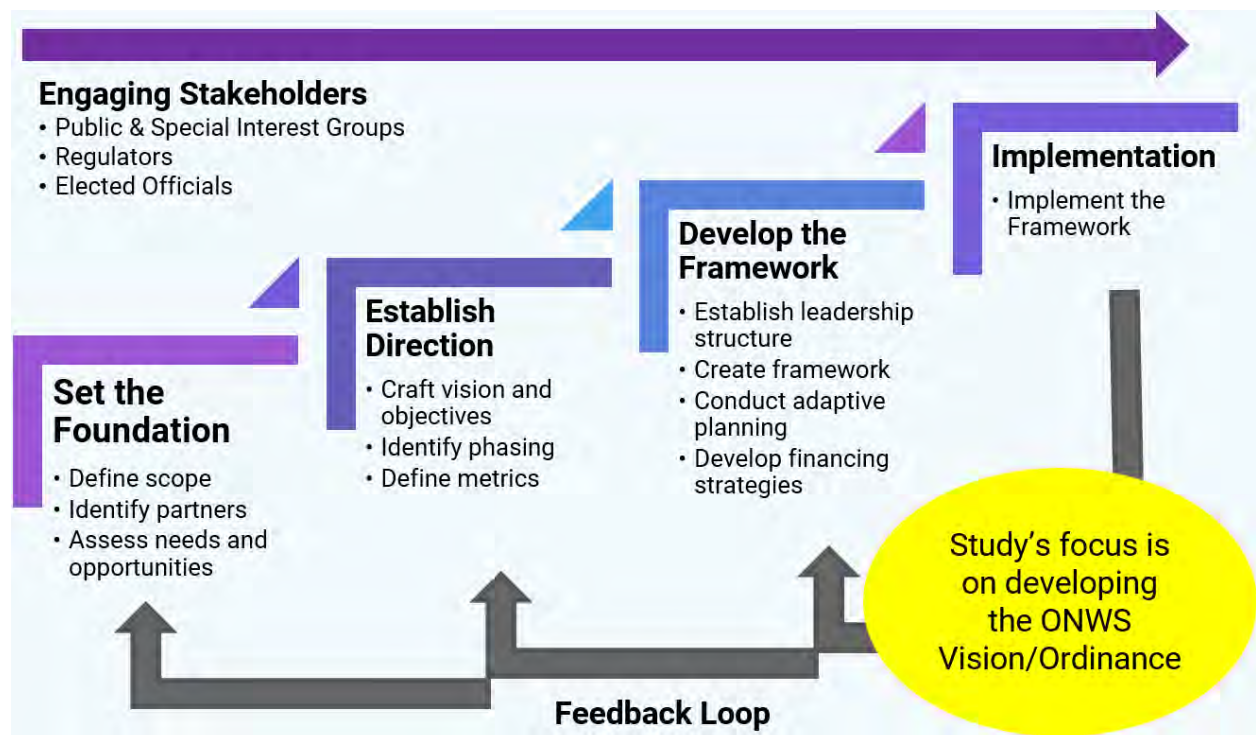 Engaging Stakeholders
• Public & Special Interest Groups
• Regulators
• Elected Officials
Set the
Foundation
• Define scope
• Identify partners
• Assess needs and
opportunities
Establish
Direction
• Craft vision and
objectives
• Identify phasing
• Define metrics
Develop the
Framework
• Establish leadership
structure
• Create framework
• Conduct adaptive
planning
• Develop financing
strategies
Implementation
• Implement the
Framework
Study's focus is
on developing
the ONWS
Vision/Ordinance
Feedback Loop